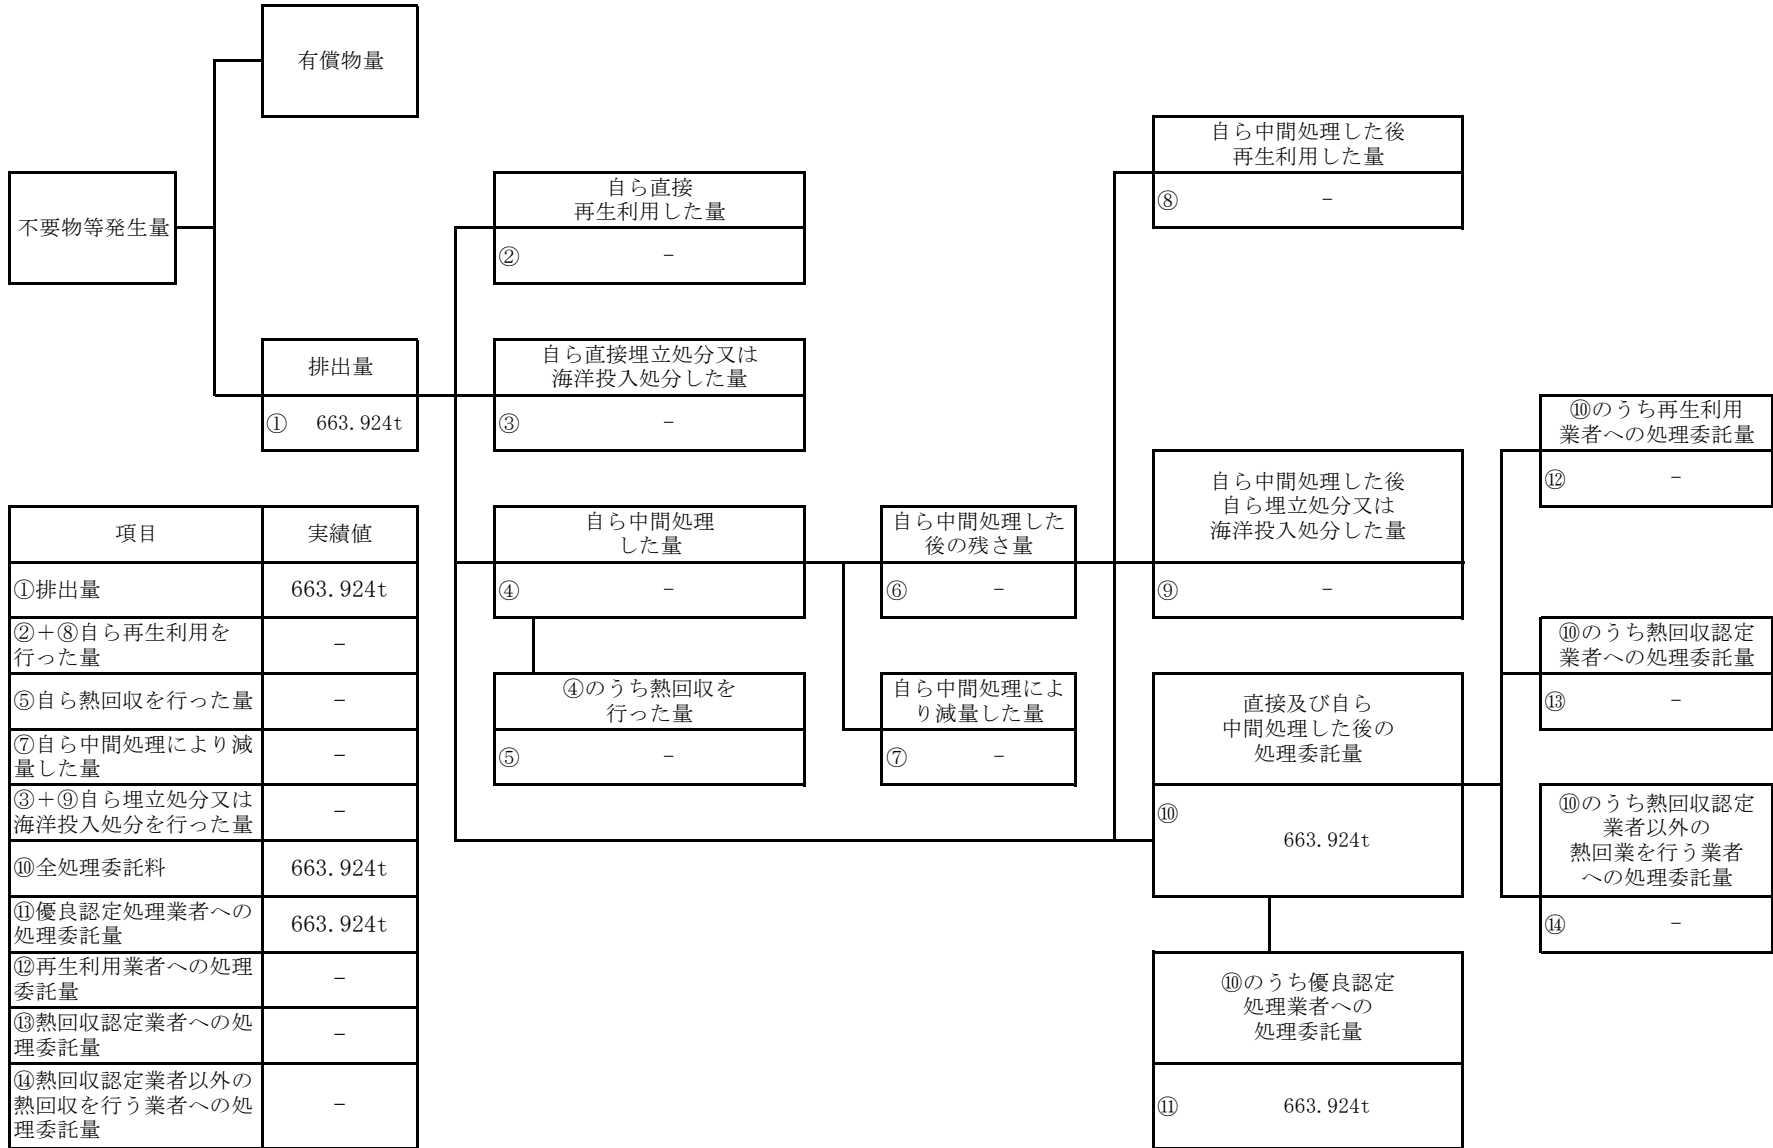 有償物量
不要物等発生量
排出量
① 663.924t
自ら直接
再生利用した量
② －
自ら直接埋立処分又は
海洋投入処分した量
③ －
自ら中間処理
した量
④ －
④のうち熱回収を
行った量
⑤ －
自ら中間処理した
後の残さ量
⑥ －
自ら中間処理によ
り減量した量
⑦ －
自ら中間処理した後
再生利用した量
⑧ －
自ら中間処理した後
自ら埋立処分又は
海洋投入処分した量
⑨ －
直接及び自ら
中間処理した後の
処理委託量
⑩
663.924t
⑩のうち優良認定
処理業者への
処理委託量
⑪ 663.924t
⑩のうち再生利用
業者への処理委託量
⑫ －
⑩のうち熱回収認定
業者への処理委託量
⑬ －
⑩のうち熱回収認定
業者以外の
熱回業を行う業者
への処理委託量
⑭ －
項目 実績値
①排出量 663.924t
②＋⑧自ら再生利用を
行った量 －
⑤自ら熱回収を行った量 －
⑦自ら中間処理により減
量した量 －
③＋⑨自ら埋立処分又は
海洋投入処分を行った量 －
⑩全処理委託料 663.924t
⑪優良認定処理業者への
処理委託量 663.924t
⑫再生利用業者への処理
委託量 －
⑬熱回収認定業者への処
理委託量 －
⑭熱回収認定業者以外の
熱回収を行う業者への処
理委託量 －